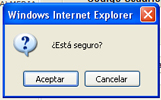 Windows Internet Explorer
¿Está seguro?
Aceptar
Cancelar